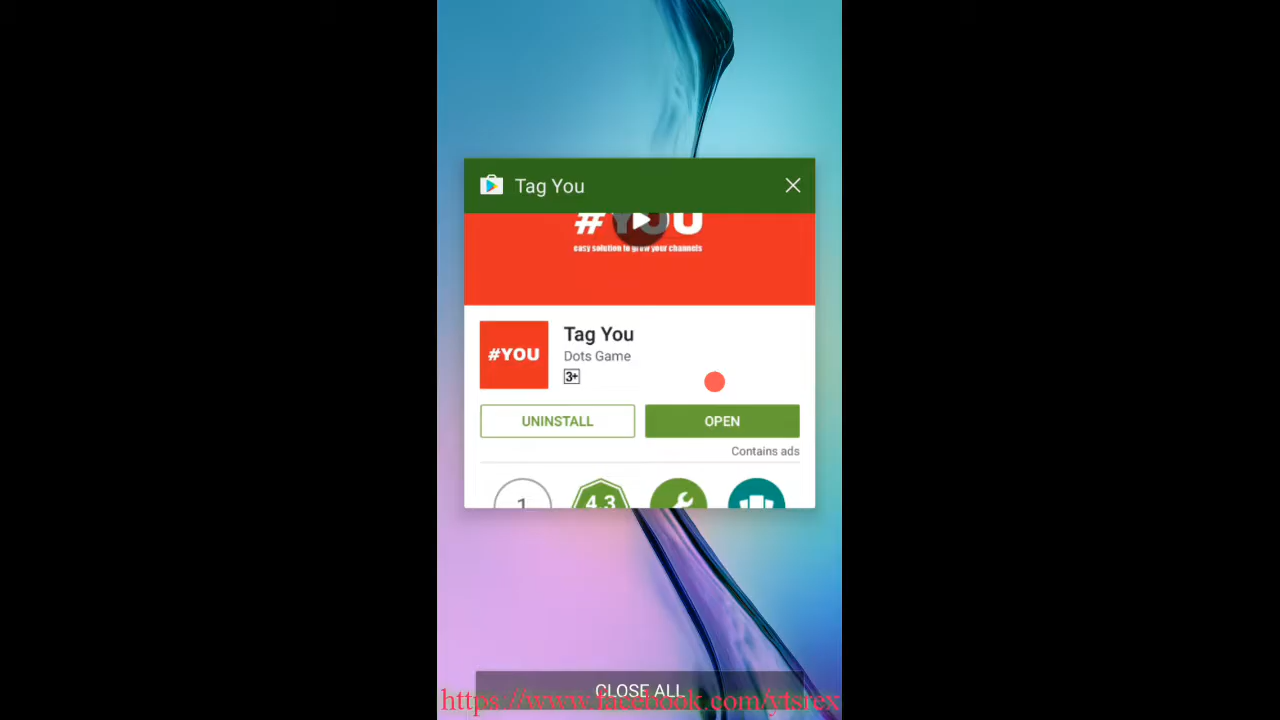 Tag You
#YOU
easy solution to grow your channels
#YOU
Tag You
Dots Game
3+
UNINSTALL
OPEN
Contains ads
1
4.3
CLOSE ALL
https://www.facebook.com/ytsrex